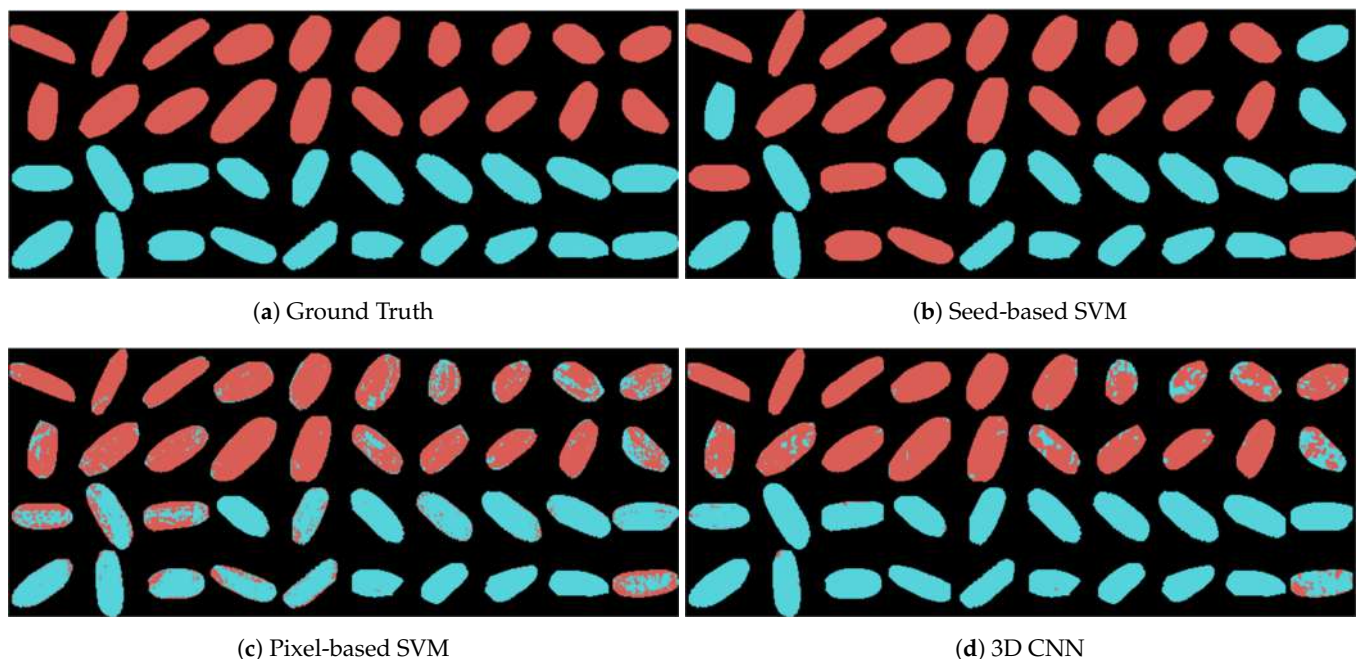 (a) Ground Truth
(b) Seed-based SVM
(c) Pixel-based SVM
(d) 3D CNN